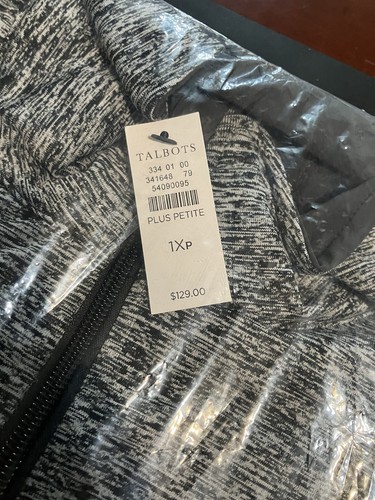 TALBOTS
334 01 00
341648 79
54090095
PLUS PETITE
1XP
$129.00